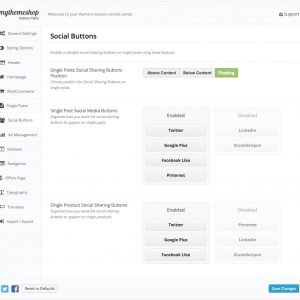 mythemeshop
Options Panel
Welcome to your theme's mission control center.
Support
General Settings
Styling Options
Header
Homepage
WooCommerce
Single Posts
Social Buttons
Ad Management
Sidebars
Navigation
Offers Page
Typography
Translate
Import / Export
Social Buttons
Enable or disable social sharing buttons on single posts using these buttons.
Single Posts Social Sharing Buttons
Position
Choose position for Social Sharing Buttons on
single posts.
Above Content
Below Content
Floating
Single Post Social Media Buttons
Organize how you want the social sharing
buttons to appear on single posts.
Enabled
Twitter
Google Plus
Facebook Like
Pinterest
Disabled
LinkedIn
StumbleUpon
Single Product Social Sharing Buttons
Organize how you want the social sharing
buttons to appear on single products.
Enabled
Twitter
Google Plus
Facebook Like
Disabled
Pinterest
LinkedIn
StumbleUpon
Reset to Defaults
Save Changes